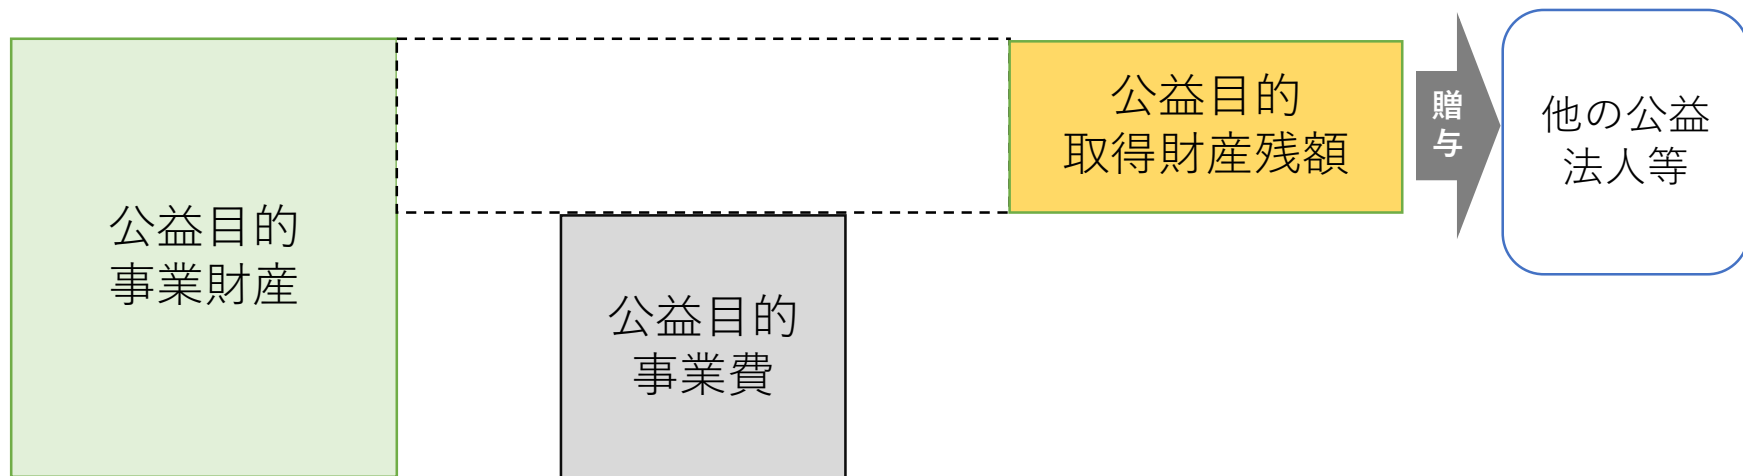 公益目的
事業財産
公益目的
事業費
公益目的
取得財産残額
贈与
他の公益
法人等